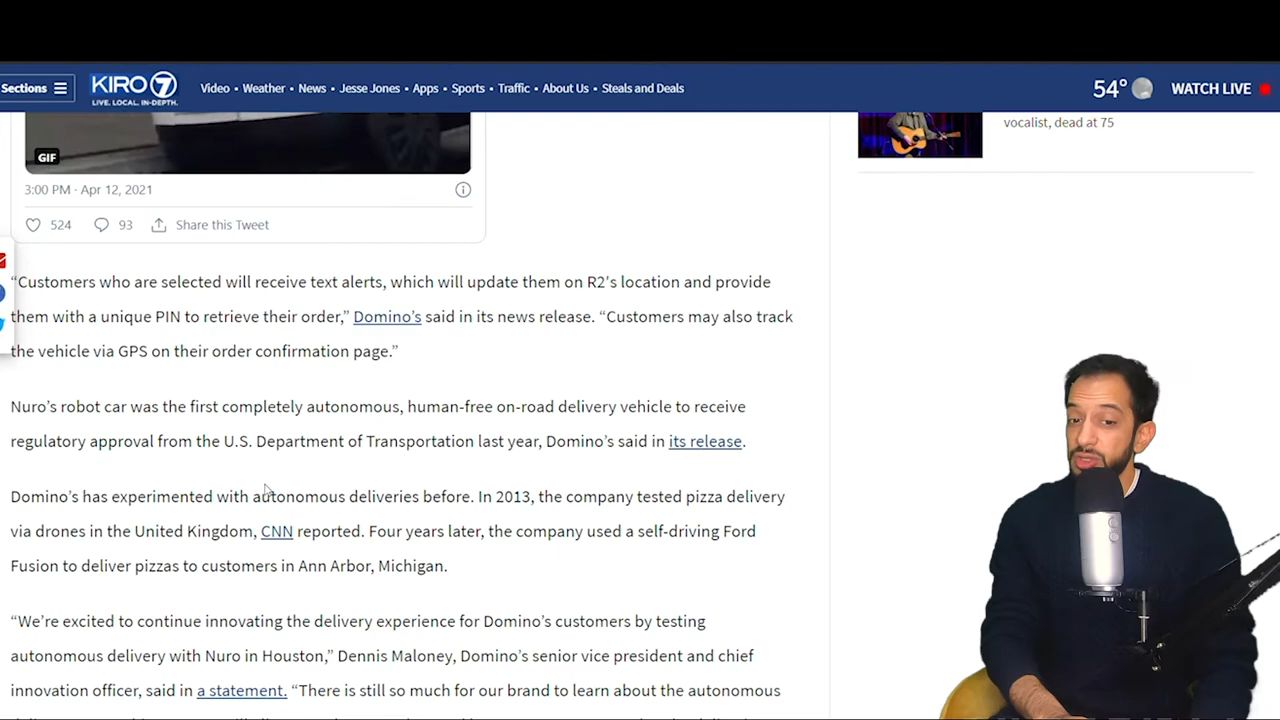 Sections
KIRO 7
LIVE. LOCAL. IN-DEPTH.
Video • Weather • News • Jesse Jones • Apps • Sports • Traffic • About Us • Steals and Deals
54°
WATCH LIVE
vocalist, dead at 75
GIF
3:00 PM · Apr 12, 2021
524
93
Share this Tweet
“Customers who are selected will receive text alerts, which will update them on R2's location and provide
them with a unique PIN to retrieve their order,” Domino’s said in its news release. “Customers may also track
the vehicle via GPS on their order confirmation page.”
Nuro’s robot car was the first completely autonomous, human-free on-road delivery vehicle to receive
regulatory approval from the U.S. Department of Transportation last year, Domino’s said in its release.
Domino’s has experimented with autonomous deliveries before. In 2013, the company tested pizza delivery
via drones in the United Kingdom, CNN reported. Four years later, the company used a self-driving Ford
Fusion to deliver pizzas to customers in Ann Arbor, Michigan.
“We’re excited to continue innovating the delivery experience for Domino’s customers by testing
autonomous delivery with Nuro in Houston,” Dennis Maloney, Domino’s senior vice president and chief
innovation officer, said in a statement. “There is still so much for our brand to learn about the autonomous